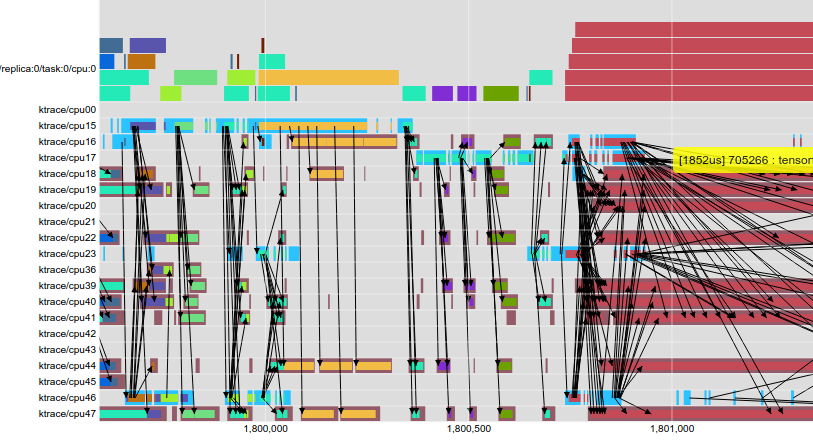 /replica:0/task:0/cpu:0
ktrace/cpu00
ktrace/cpu15
ktrace/cpu16
ktrace/cpu17
[1852us] 705266 : tensor
ktrace/cpu18
ktrace/cpu19
ktrace/cpu20
ktrace/cpu21
ktrace/cpu22
ktrace/cpu23
ktrace/cpu36
ktrace/cpu39
ktrace/cpu40
ktrace/cpu41
ktrace/cpu42
ktrace/cpu43
ktrace/cpu44
ktrace/cpu45
ktrace/cpu46
ktrace/cpu47
1,800,000 1,800,500 1,801,000